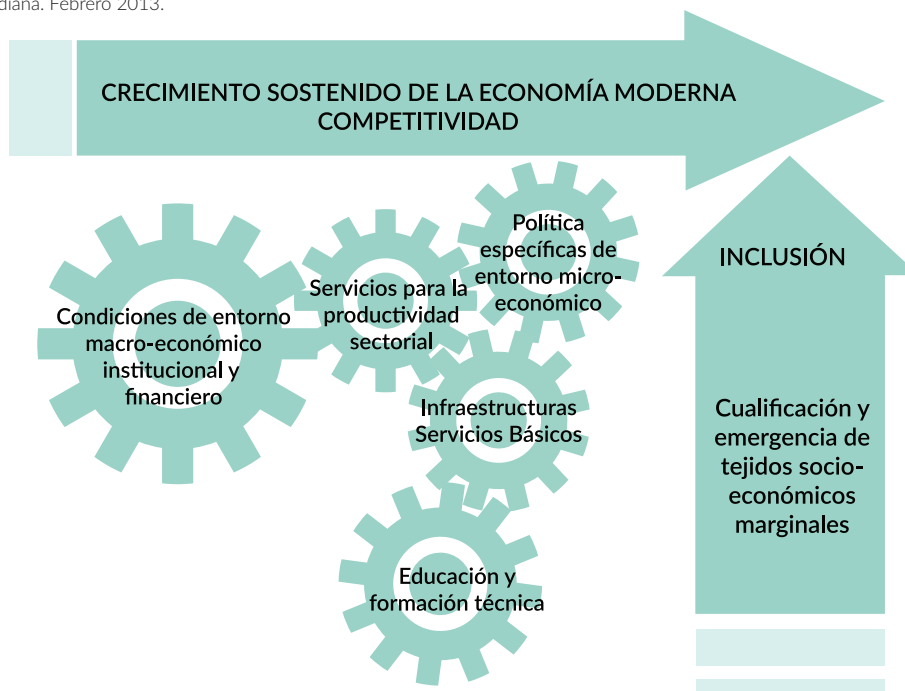 diana. Febrero 2013.
CRECIMIENTO SOSTENIDO DE LA ECONOMÍA MODERNA
COMPETITIVIDAD
Política
específicas de
entorno micro-
económico
Servicios para la
productividad
sectorial
Condiciones de entorno
macro-económico
institucional y
financiero
Infraestructuras
Servicios Básicos
Educación y
formación técnica
INCLUSIÓN
Cualificación y
emergencia de
tejidos socio-
económicos
marginales